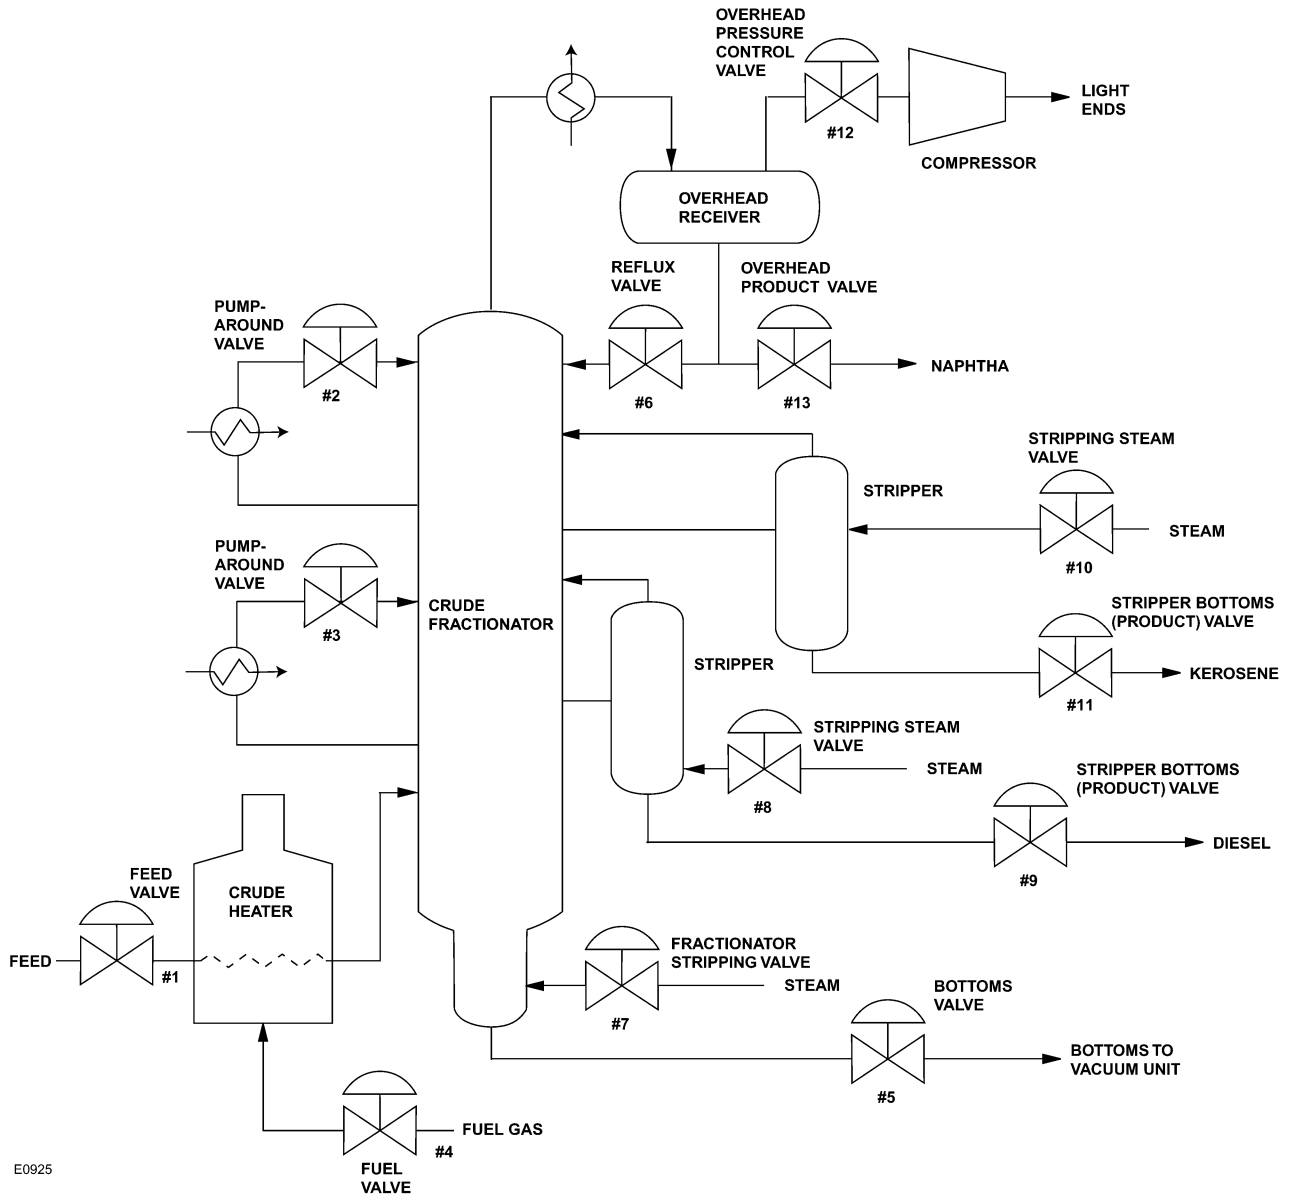 OVERHEAD
PRESSURE
CONTROL
VALVE
#12
LIGHT
ENDS
COMPRESSOR
OVERHEAD
RECEIVER
REFLUX
VALVE
#6
OVERHEAD
PRODUCT VALVE
#13
NAPHTHA
PUMP-
AROUND
VALVE
#2
STRIPPING STEAM
VALVE
STRIPPER
STEAM
#10
PUMP-
AROUND
VALVE
#3
CRUDE
FRACTIONATOR
STRIPPER BOTTOMS
(PRODUCT) VALVE
STRIPPER
KEROSENE
#11
STRIPPING STEAM
VALVE
STEAM
#8
STRIPPER BOTTOMS
(PRODUCT) VALVE
DIESEL
#9
FEED
VALVE
CRUDE
HEATER
FEED
#1
FRACTIONATOR
STRIPPING VALVE
STEAM
#7
BOTTOMS
VALVE
BOTTOMS TO
VACUUM UNIT
#5
FUEL GAS
#4
FUEL
VALVE
E0925